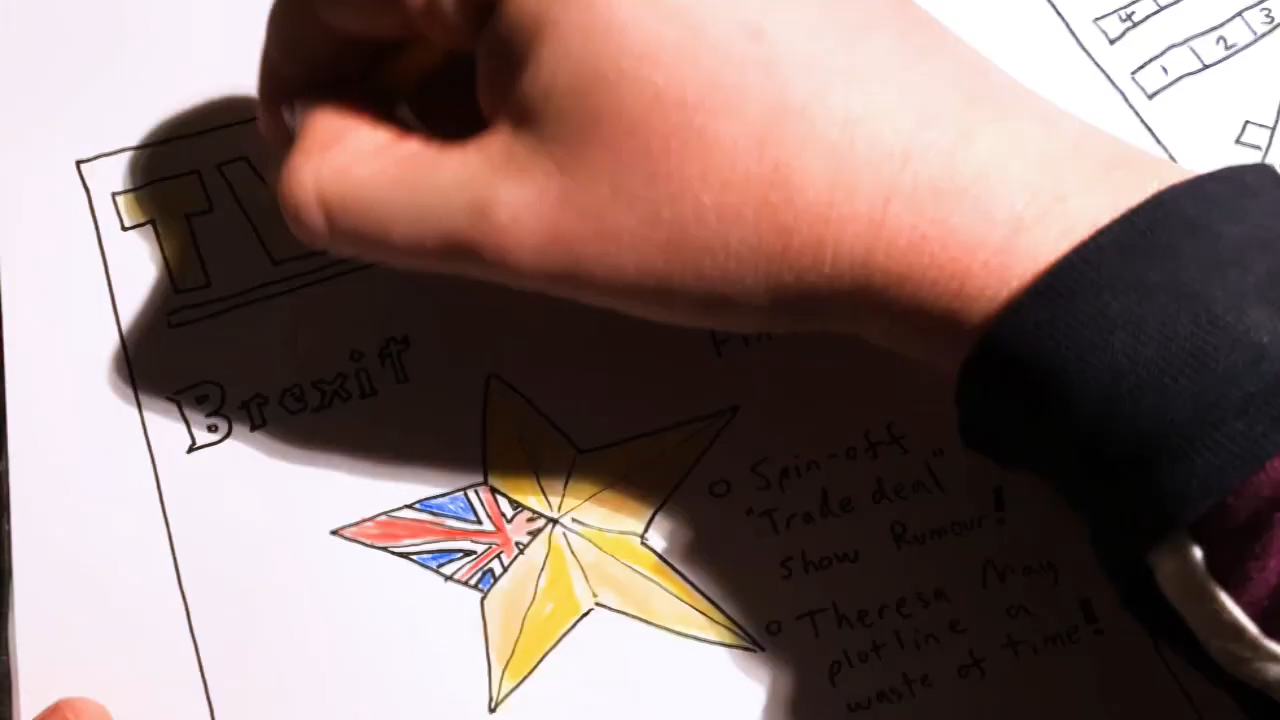 4
1 2 3
T
Brexit
Spin-off
"Trade deal"
show Rumour!
Theresa May
plotline a
waste of time!